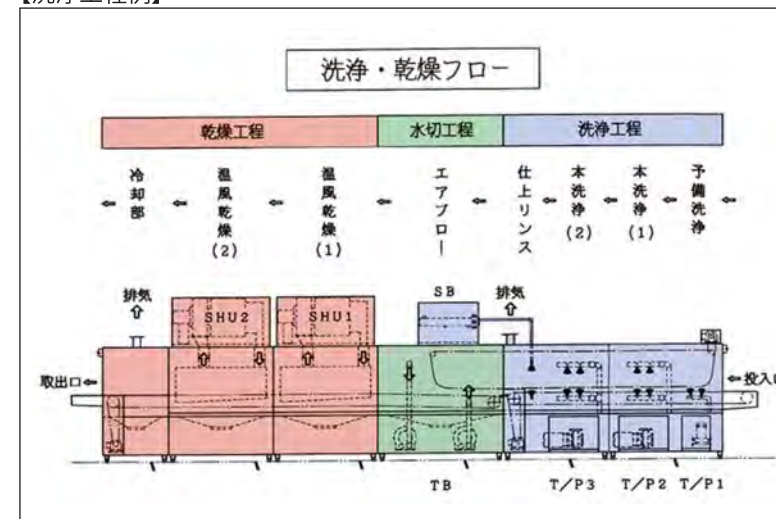 【洗浄工程例】
洗浄・乾燥フロー
乾燥工程 水切工程 洗浄工程
冷却部
温風乾燥(2)
温風乾燥(1)
エアブロー
仕上リンス
本洗浄(2)
本洗浄(1)
予備洗浄
排気 SHU2 SHU1 SB 排気
取出口 投入口
TB T/P3 T/P2 T/P1